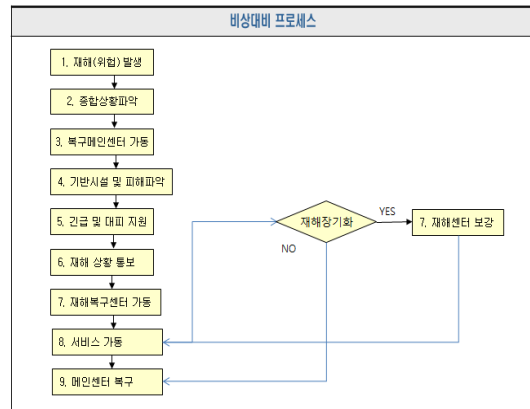 비상대비 프로세스
1. 재해(위험) 발생
2. 종합상황파악
3. 복구메인센터 가동
4. 기반시설 및 피해파악
5. 긴급 및 대피 지원
재해장기화
YES
7. 재해센터 보강
NO
6. 재해 상황 통보
7. 재해복구센터 가동
8. 서비스 가동
9. 메인센터 복구